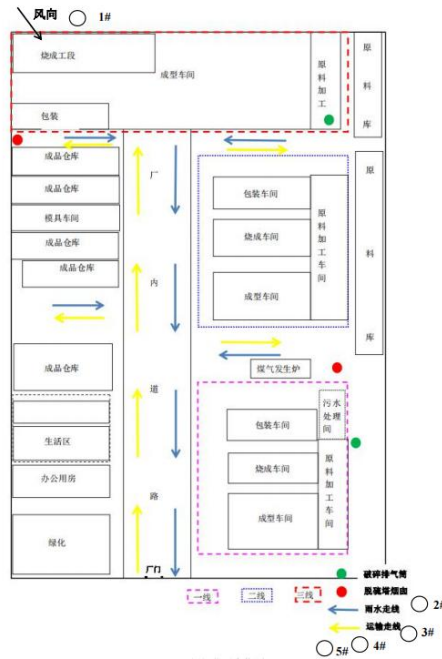 风向
1#
烧成工段
成型车间
原料加工
原料库
包装
成品仓库
成品仓库
模具车间
成品仓库
成品仓库
厂
内
道
路
包装车间
烧成车间
成型车间
原料加工车间
原料库
煤气发生炉
成品仓库
生活区
办公用房
绿化
污水处理间
包装车间
烧成车间
成型车间
原料加工车间
厂门
一线
二线
三线
破碎排气筒
脱硫塔烟囱
雨水走线
运输走线
2#
3#
4#
5#